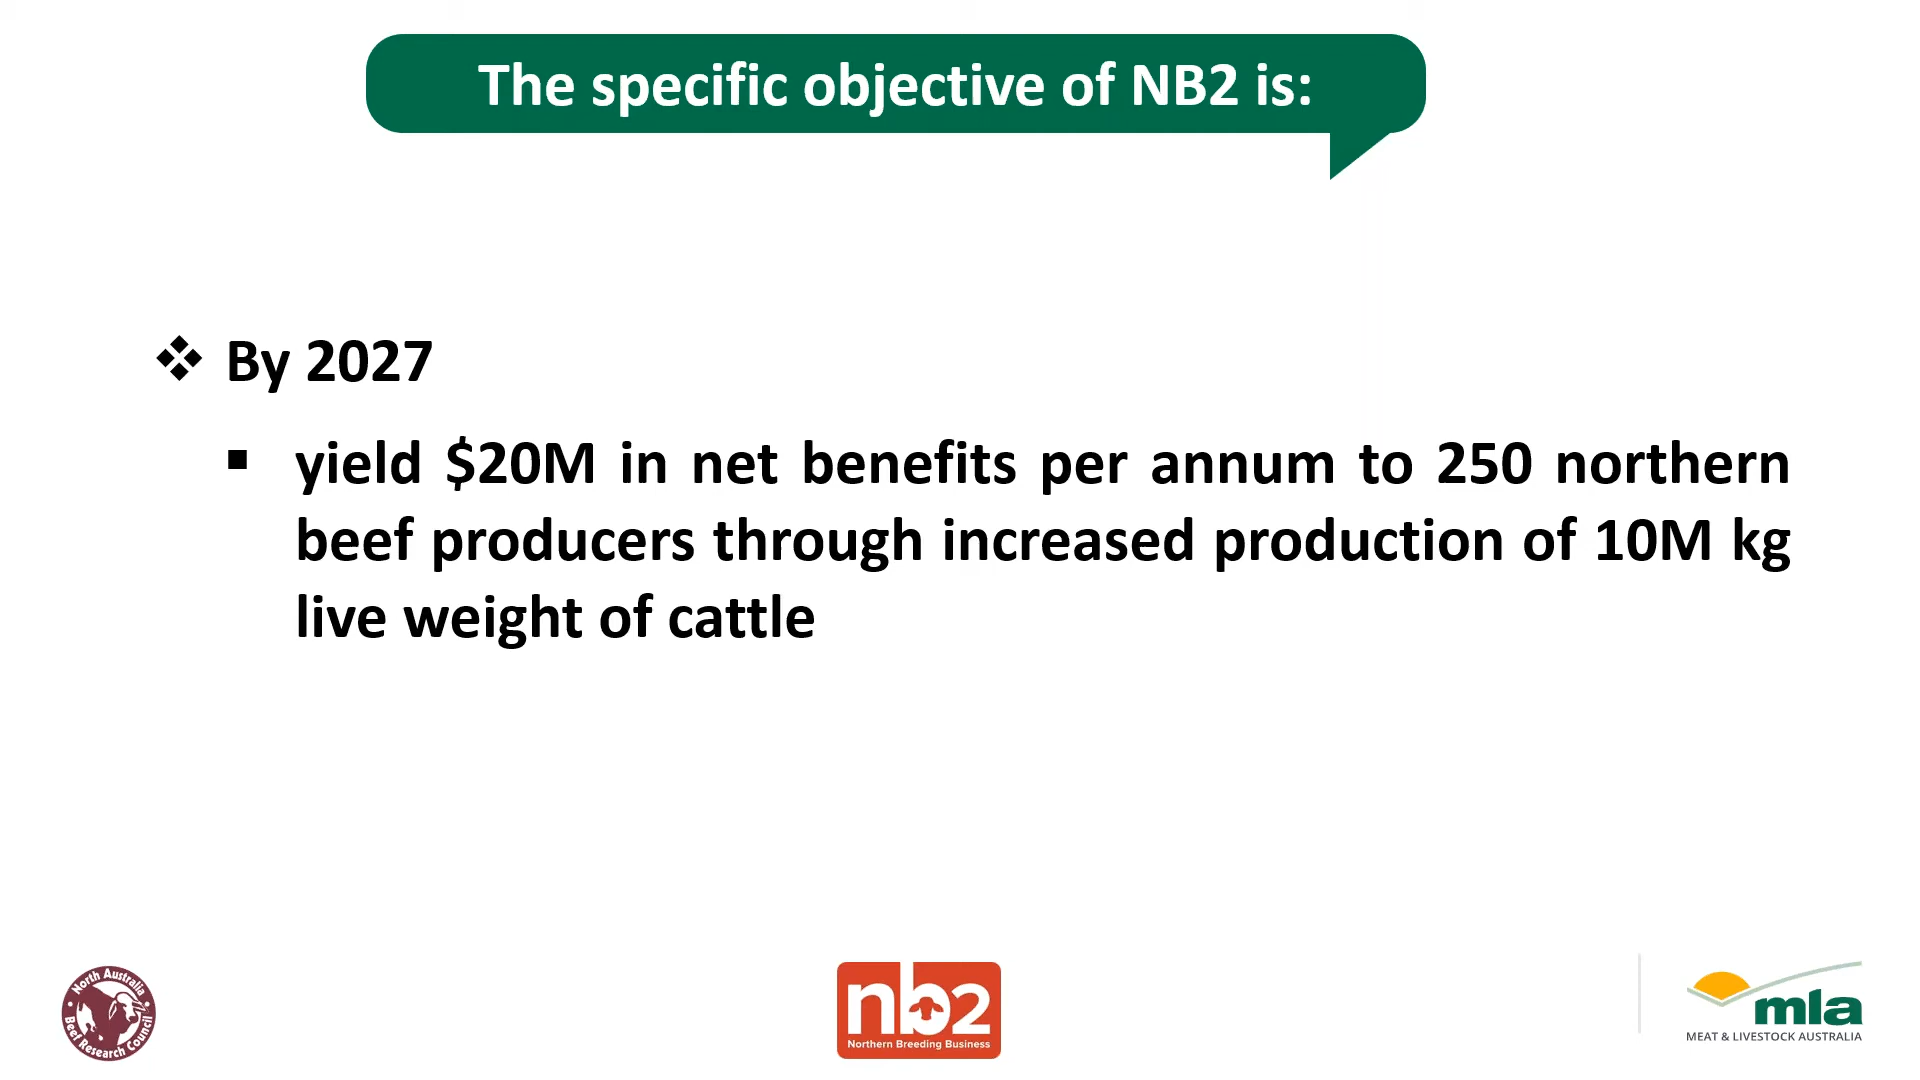 The specific objective of NB2 is:
By 2027
yield $20M in net benefits per annum to 250 northern
beef producers through increased production of 10M kg
live weight of cattle
North Australia
Beef Research Council
nb2
Northern Breeding Business
mla
MEAT & LIVESTOCK AUSTRALIA